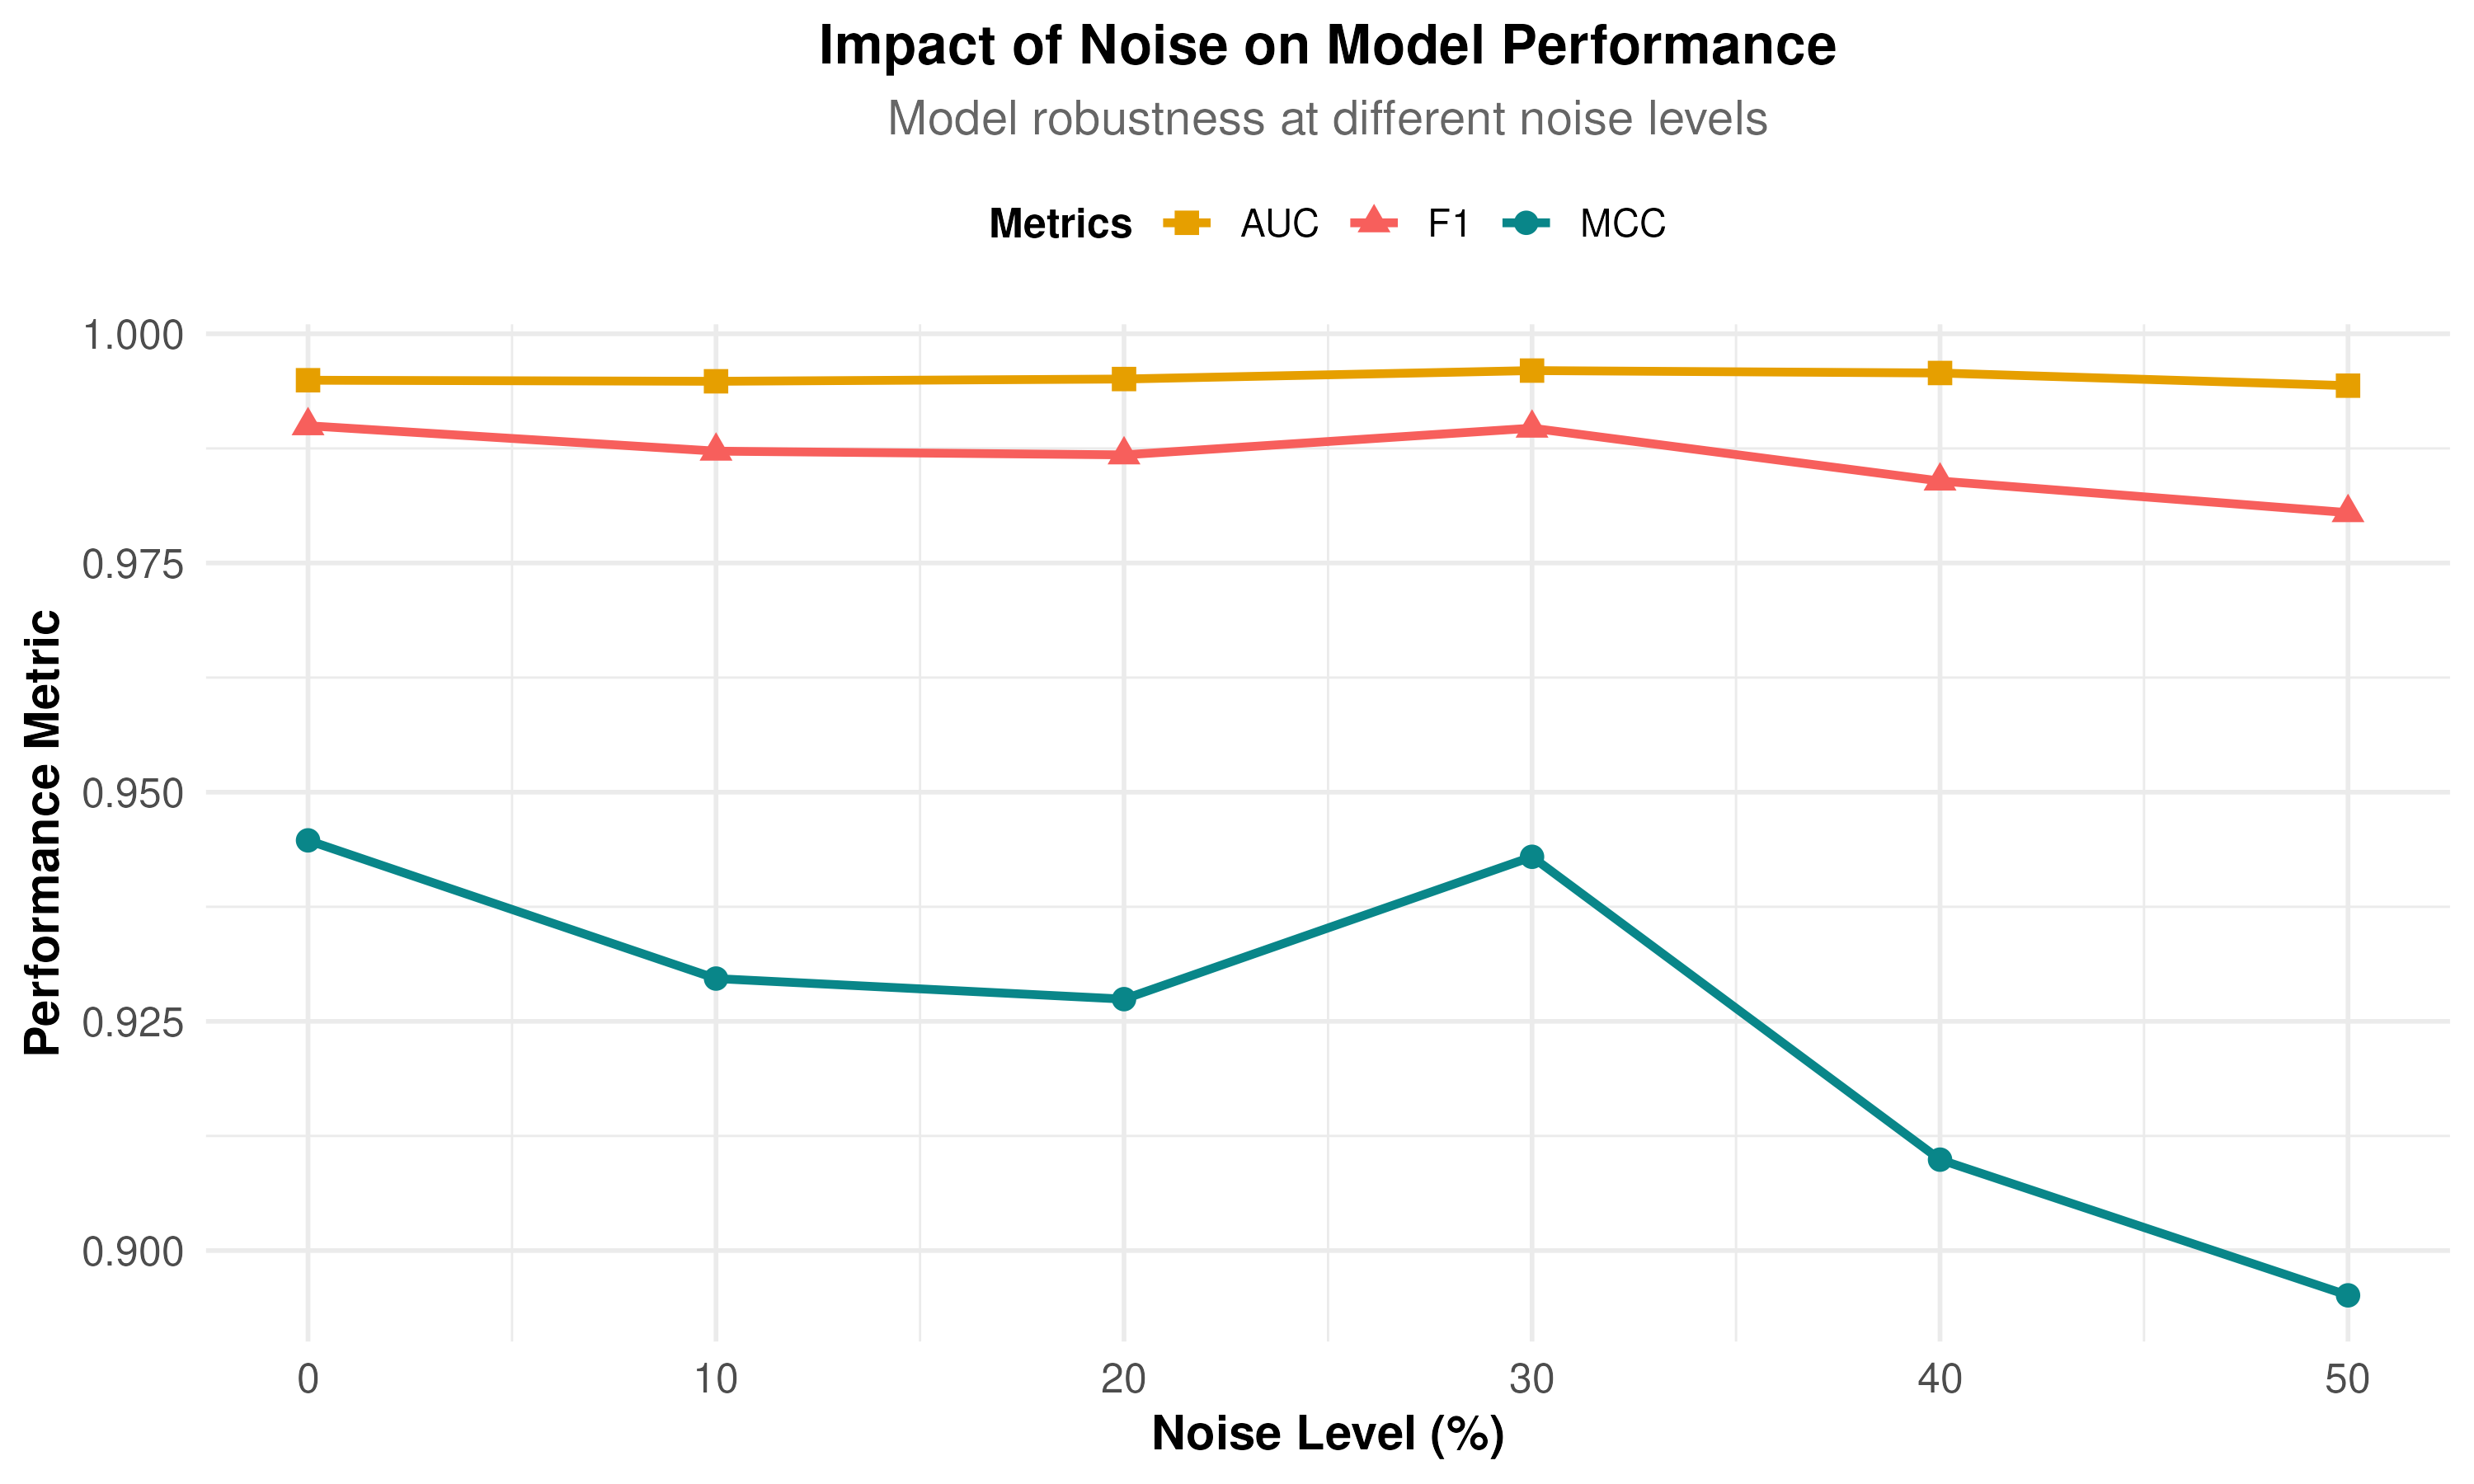 Impact of Noise on Model Performance
Model robustness at different noise levels
Metrics AUC F1 MCC
1.000
0.975
0.950
0.925
0.900
Performance Metric
0 10 20 30 40 50
Noise Level (%)